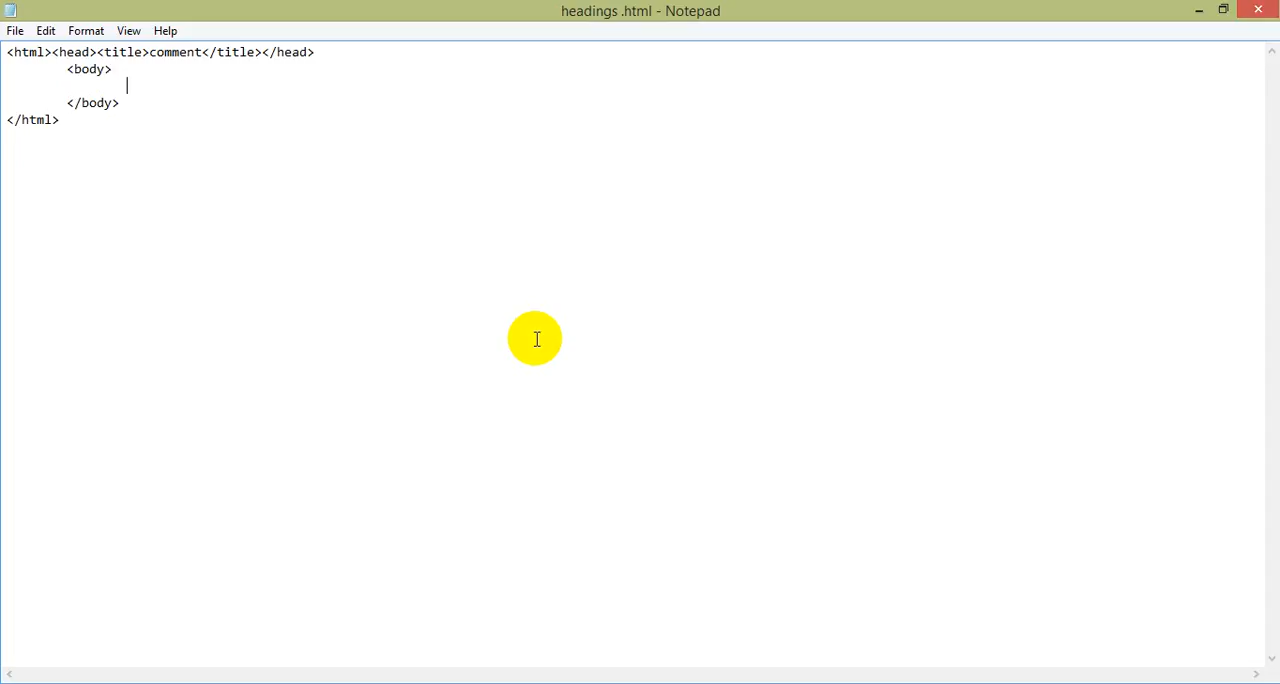 headings .html - Notepad
File Edit Format View Help
<html><head><title>comment</title></head>
<body>
</body>
</html>